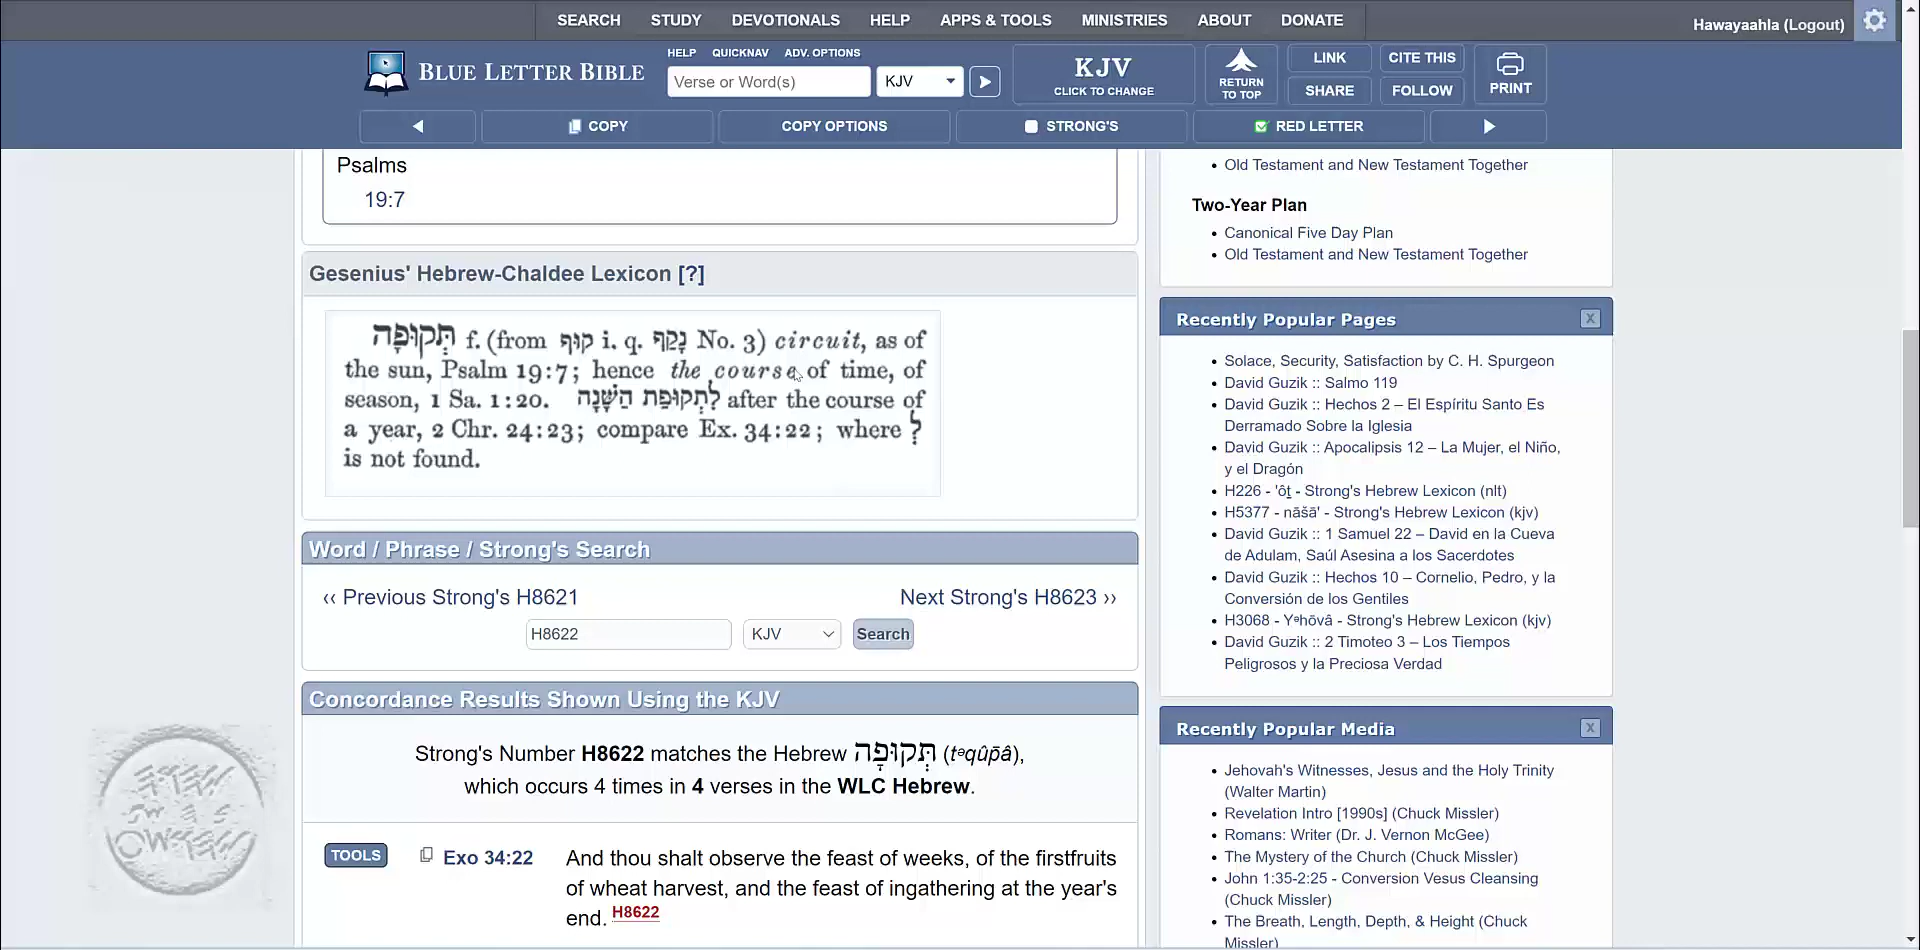 SEARCH STUDY DEVOTIONALS HELP APPS & TOOLS MINISTRIES ABOUT DONATE
Hawayaahla (Logout)
BLUE LETTER BIBLE
HELP QUICKNAV ADV. OPTIONS
Verse or Word(s)
KJV
KJV
CLICK TO CHANGE
RETURN
TO TOP
LINK
CITE THIS
SHARE
FOLLOW
PRINT
COPY
COPY OPTIONS
STRONG'S
RED LETTER
Psalms
19:7
Gesenius' Hebrew-Chaldee Lexicon [?]
תְּקוּפָה f. (from קוּף i. q. נָקַף No. 3) circuit, as of
the sun, Psalm 19:7; hence the course of time, of
season, 1 Sa. 1:20. לִתְקוּפַת הַשָּׁנָה after the course of
a year, 2 Chr. 24:23; compare Ex. 34:22; where לְ
is not found.
Word / Phrase / Strong's Search
‹‹ Previous Strong's H8621
Next Strong's H8623 ››
H8622
KJV
Search
Concordance Results Shown Using the KJV
Strong's Number H8622 matches the Hebrew תְּקוּפָה (tᵊqûp̄â),
which occurs 4 times in 4 verses in the WLC Hebrew.
TOOLS
Exo 34:22
And thou shalt observe the feast of weeks, of the firstfruits
of wheat harvest, and the feast of ingathering at the year's
end. H8622
• Old Testament and New Testament Together
Two-Year Plan
• Canonical Five Day Plan
• Old Testament and New Testament Together
Recently Popular Pages
X
• Solace, Security, Satisfaction by C. H. Spurgeon
• David Guzik :: Salmo 119
• David Guzik :: Hechos 2 – El Espíritu Santo Es
Derramado Sobre la Iglesia
• David Guzik :: Apocalipsis 12 – La Mujer, el Niño,
y el Dragón
• H226 - 'ôṯ - Strong's Hebrew Lexicon (nlt)
• H5377 - nāšā' - Strong's Hebrew Lexicon (kjv)
• David Guzik :: 1 Samuel 22 – David en la Cueva
de Adulam, Saúl Asesina a los Sacerdotes
• David Guzik :: Hechos 10 – Cornelio, Pedro, y la
Conversión de los Gentiles
• H3068 - Yᵊhōvâ - Strong's Hebrew Lexicon (kjv)
• David Guzik :: 2 Timoteo 3 – Los Tiempos
Peligrosos y la Preciosa Verdad
Recently Popular Media
X
• Jehovah's Witnesses, Jesus and the Holy Trinity
(Walter Martin)
• Revelation Intro [1990s] (Chuck Missler)
• Romans: Writer (Dr. J. Vernon McGee)
• The Mystery of the Church (Chuck Missler)
• John 1:35-2:25 - Conversion Vesus Cleansing
(Chuck Missler)
• The Breath, Length, Depth, & Height (Chuck
Missler)